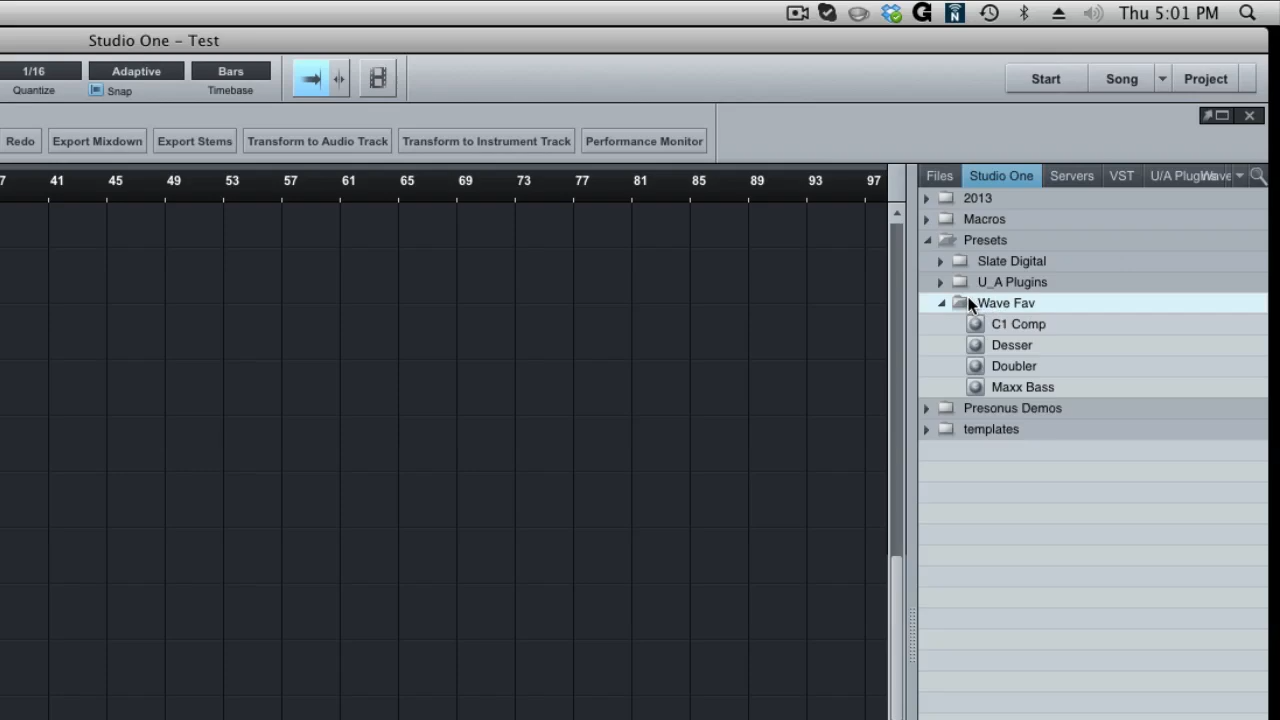 Thu 5:01 PM
Studio One – Test
1/16 Adaptive Bars
Quantize Snap Timebase
Start Song Project
Redo Export Mixdown Export Stems Transform to Audio Track Transform to Instrument Track Performance Monitor
7 41 45 49 53 57 61 65 69 73 77 81 85 89 93 97
Files Studio One Servers VST U/A Plugins Wave
2013
Macros
Presets
Slate Digital
U_A Plugins
Wave Fav
C1 Comp
Desser
Doubler
Maxx Bass
Presonus Demos
templates